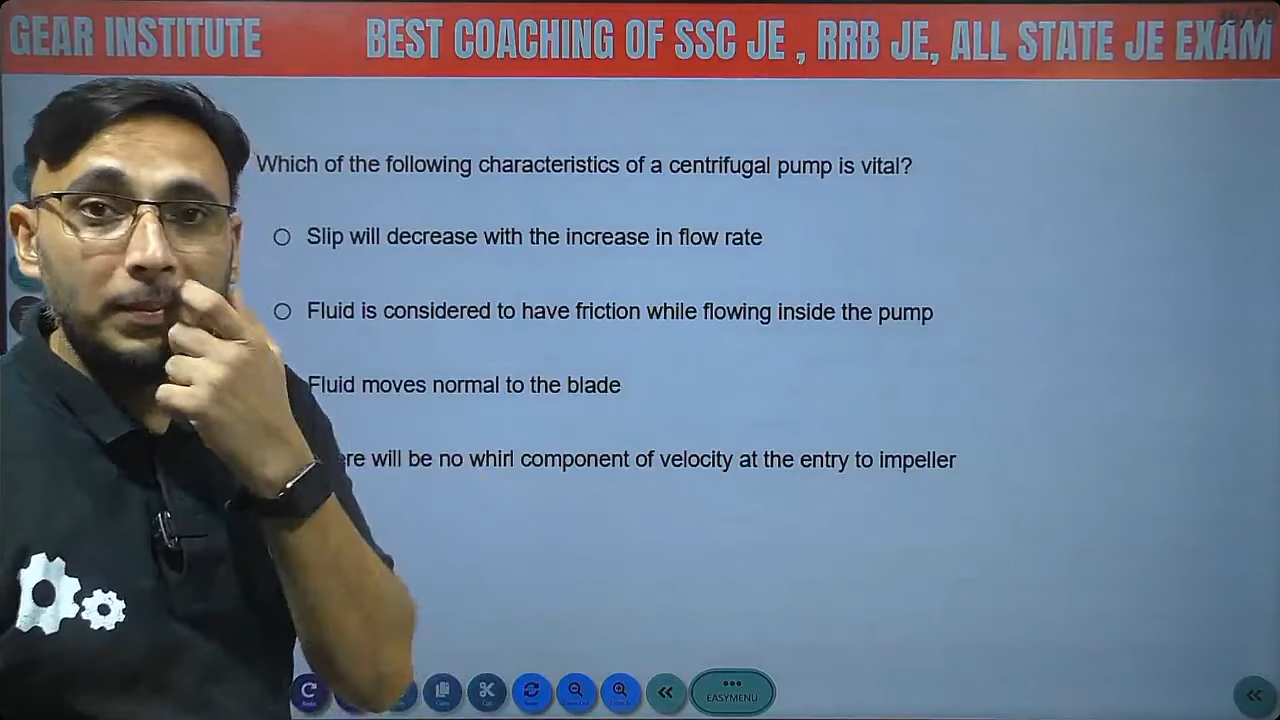 GEAR INSTITUTE BEST COACHING OF SSC JE , RRB JE, ALL STATE JE EXAM
Which of the following characteristics of a centrifugal pump is vital?
Slip will decrease with the increase in flow rate
Fluid is considered to have friction while flowing inside the pump
Fluid moves normal to the blade
will be no whirl component of velocity at the entry to impeller
EASYMENU